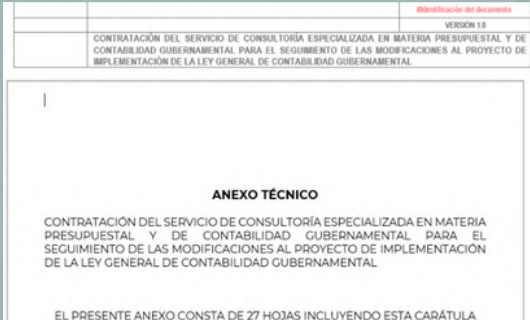 #Identificación del documento
VERSIÓN 1.0
CONTRATACIÓN DEL SERVICIO DE CONSULTORÍA ESPECIALIZADA EN MATERIA PRESUPUESTAL Y DE
CONTABILIDAD GUBERNAMENTAL PARA EL SEGUIMIENTO DE LAS MODIFICACIONES AL PROYECTO DE
IMPLEMENTACIÓN DE LA LEY GENERAL DE CONTABILIDAD GUBERNAMENTAL
ANEXO TÉCNICO
CONTRATACIÓN DEL SERVICIO DE CONSULTORÍA ESPECIALIZADA EN MATERIA
PRESUPUESTAL Y DE CONTABILIDAD GUBERNAMENTAL PARA EL
SEGUIMIENTO DE LAS MODIFICACIONES AL PROYECTO DE IMPLEMENTACIÓN
DE LA LEY GENERAL DE CONTABILIDAD GUBERNAMENTAL
EL PRESENTE ANEXO CONSTA DE 27 HOJAS INCLUYENDO ESTA CARÁTULA